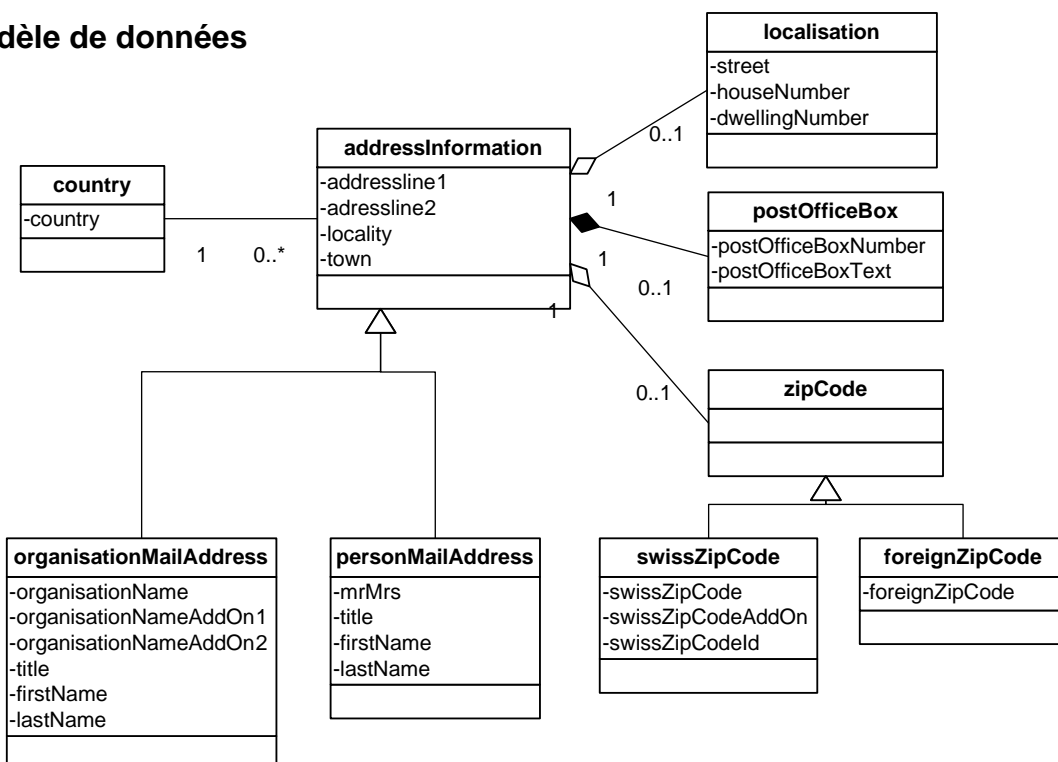 dèle de données
localisation
-street
-houseNumber
-dwellingNumber
0..1
addressInformation
-addressline1
-adressline2
-locality
-town
country
-country
1 0..*
1
postOfficeBox
-postOfficeBoxNumber
-postOfficeBoxText
1
0..1
1
zipCode
0..1
organisationMailAddress
-organisationName
-organisationNameAddOn1
-organisationNameAddOn2
-title
-firstName
-lastName
personMailAddress
-mrMrs
-title
-firstName
-lastName
swissZipCode
-swissZipCode
-swissZipCodeAddOn
-swissZipCodeId
foreignZipCode
-foreignZipCode